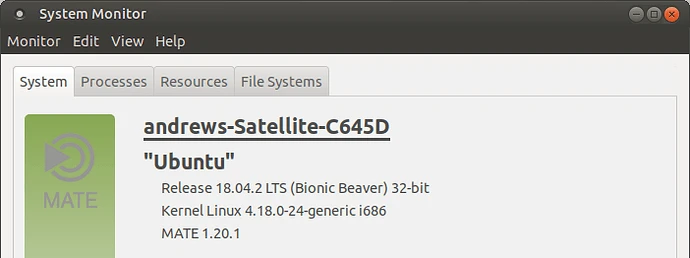 System Monitor
Monitor Edit View Help
System Processes Resources File Systems
andrews-Satellite-C645D
"Ubuntu"
Release 18.04.2 LTS (Bionic Beaver) 32-bit
Kernel Linux 4.18.0-24-generic i686
MATE
MATE 1.20.1